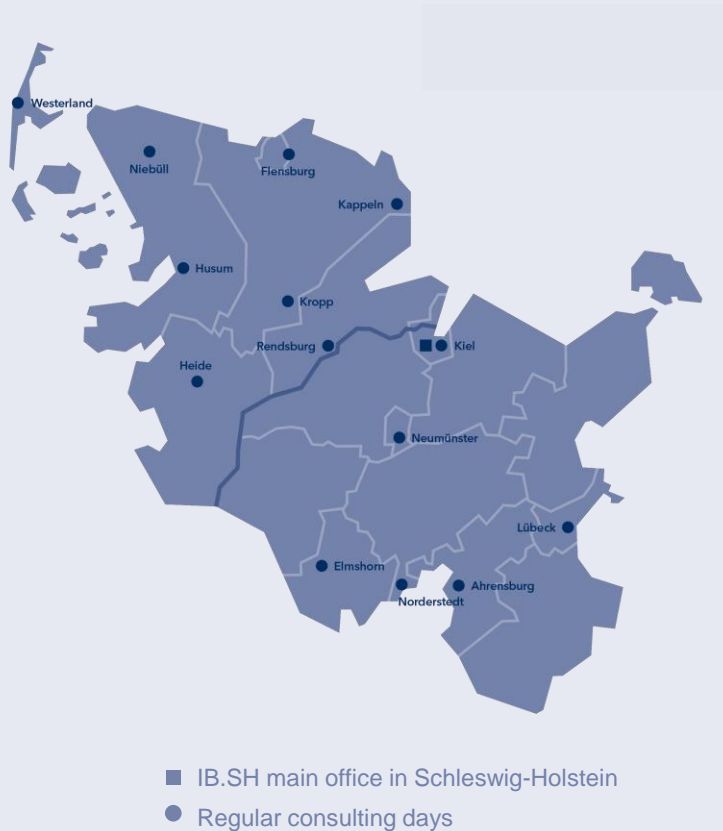 Westerland
Niebüll
Flensburg
Kappeln
Husum
Kropp
Rendsburg
Kiel
Heide
Neumünster
Lübeck
Elmshorn
Ahrensburg
Norderstedt
IB.SH main office in Schleswig-Holstein
Regular consulting days